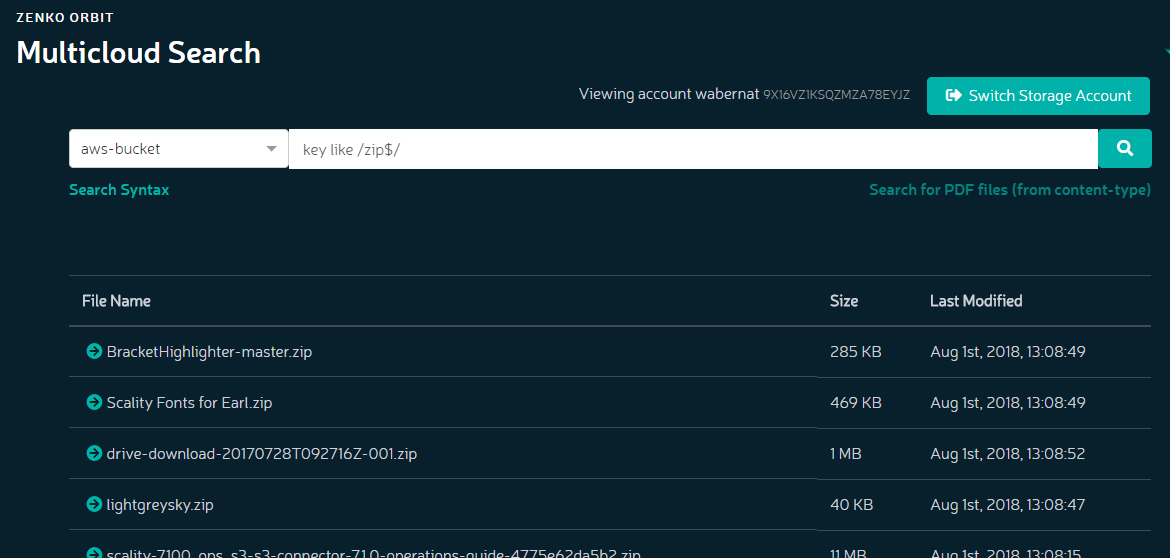 ZENKO ORBIT
Multicloud Search
Viewing account wabernat 9X16VZ1KSQZMZA78EYJZ Switch Storage Account
aws-bucket key like /zip$/
Search Syntax Search for PDF files (from content-type)
File Name Size Last Modified
BracketHighlighter-master.zip 285 KB Aug 1st, 2018, 13:08:49
Scality Fonts for Earl.zip 469 KB Aug 1st, 2018, 13:08:49
drive-download-20170728T092716Z-001.zip 1 MB Aug 1st, 2018, 13:08:52
lightgreysky.zip 40 KB Aug 1st, 2018, 13:08:47
scality-7.1.0_ops_s3-s3-connector-7.1.0-operations-guide-4775e62da5b2.zip 11 MB Aug 1st, 2018, 13:08:15